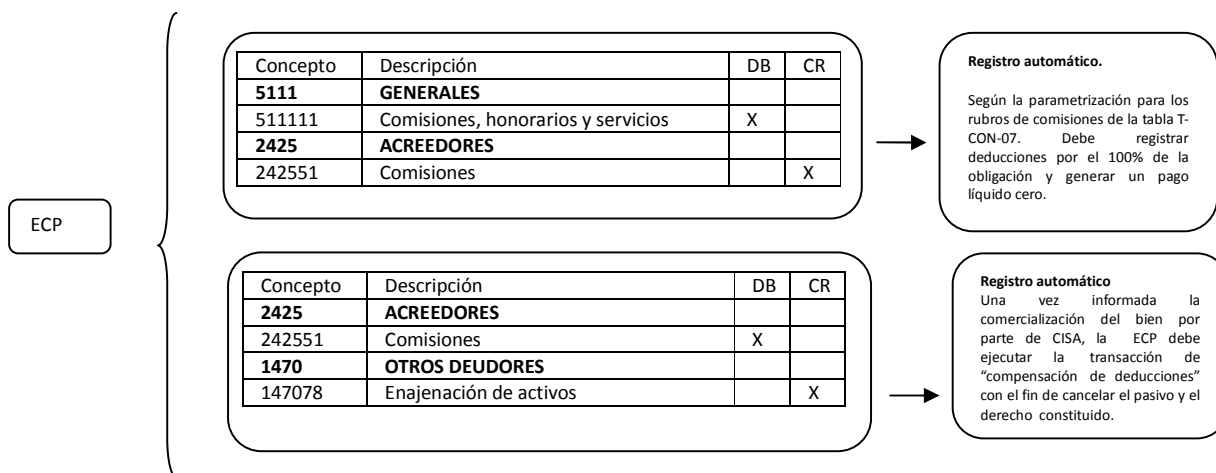 ECP
Concepto Descripción DB CR
5111 GENERALES
511111 Comisiones, honorarios y servicios X
2425 ACREEDORES
242551 Comisiones X
Registro automático.
Según la parametrización para los
rubros de comisiones de la tabla T-
CON-07. Debe registrar
deducciones por el 100% de la
obligación y generar un pago
líquido cero.
Concepto Descripción DB CR
2425 ACREEDORES
242551 Comisiones X
1470 OTROS DEUDORES
147078 Enajenación de activos X
Registro automático
Una vez informada la
comercialización del bien por
parte de CISA, la ECP debe
ejecutar la transacción de
“compensación de deducciones”
con el fin de cancelar el pasivo y el
derecho constituido.